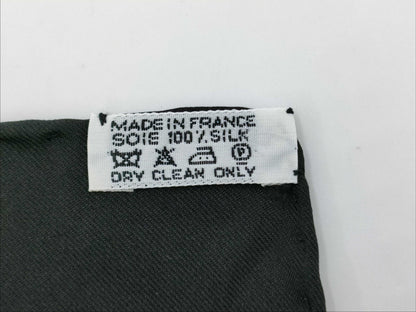 MADE IN FRANCE
SOIE 100% SILK
P
DRY CLEAN ONLY